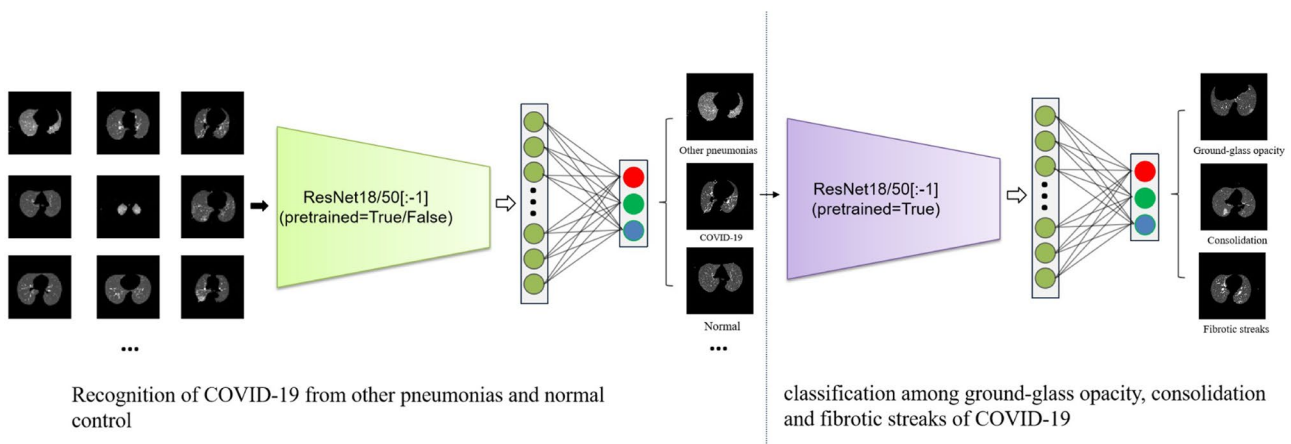 ResNet18/50[:-1]
(pretrained=True/False)
Other pneumonias
COVID-19
Normal
...
...
Recognition of COVID-19 from other pneumonias and normal
control
ResNet18/50[:-1]
(pretrained=True)
Ground-glass opacity
Consolidation
Fibrotic streaks
classification among ground-glass opacity, consolidation
and fibrotic streaks of COVID-19